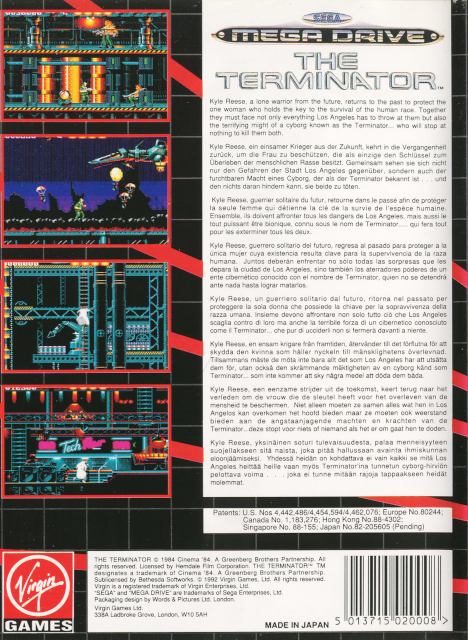 SEGA
MEGA DRIVE
THE
TERMINATOR™
Kyle Reese, a lone warrior from the future, returns to the past to protect the
one woman who holds the key to the survival of the human race. Together
they must face not only everything Los Angeles has to throw at them but also
the terrifying might of a cyborg known as the Terminator... who will stop at
nothing to kill them both.
Kyle Reese, ein einsamer Krieger aus der Zukunft, kehrt in die Vergangenheit
zurück, um die Frau zu beschützen, die als einzige den Schlüssel zum
Überleben der menschlichen Rasse besitzt. Gemeinsam sehen sie sich nicht
nur den Gefahren der Stadt Los Angeles gegenüber, sondern auch der
furchtbaren Macht eines Cyborg, der als der Terminator bekannt ist . . . und
den nichts daran hindern kann, sie beide zu töten.
Kyle Reese, guerrier solitaire du futur, retourne dans le passé afin de protéger
la seule femme qui détienne la clé de la survie de l'espèce humaine.
Ensemble, ils doivent affronter tous les dangers de Los Angeles, mais aussi le
tout puissant être bionique, connu sous le nom de Terminator..... qui fera tout
pour les exterminer tous les deux.
Kyle Reese, guerrero solitario del futuro, regresa al pasado para proteger a la
única mujer cuya existencia resulta clave para la supervivencia de la raza
humana. Juntos deberán enfrentar no sólo todas las sorpresas que les
depara la ciudad de Los Angeles, sino también los aterradores poderes de un
ente cibernético conocido con el nombre de Terminator, quien no se detendrá
ante nada hasta lograr matarlos.
Kyle Reese, un guerriero solitario dal futuro, ritorna nel passato per
proteggere la sola donna che possiede la chiave per la sopravvivenza della
razza umana. Insieme devono affrontare non solo tutto ciò che Los Angeles
scaglia contro di loro ma anche la terribile forza di un cibernetico conosciuto
come il Terminator... che pur di ucciderli non si fermerà davanti a niente.
Kyle Reese, en ensam krigare från framtiden, återvänder till det förflutna för att
skydda den kvinna som håller nyckeln till mänsklighetens överlevnad.
Tillsammans måste de möta inte bara allt det som Los Angeles har att utsätta
dem för, utan också den skrämmande mäktigheten av en cyborg känd som
Terminator... som inte kommer att sky några medel att döda dem båda.
Kyle Reese, een eenzame strijder uit de toekomst, keert terug naar het
verleden om de vrouw die de sleutel heeft voor het overleven van de
mensheid te beschermen. Niet alleen moeten ze samen alles wat hen in Los
Angelos kan overkomen het hoofd bieden maar ze moeten ook weerstand
bieden aan de angstaanjagende machten en krachten van de
Terminator...deze stopt voor niets of niemand als het er om gaat hen te doden.
Kyle Reese, yksinäinen soturi tulevaisuudesta, palaa menneisyyteen
suojellakseen sitä naista, joka pitää hallussaan avainta ihmiskunnan
eloonjäämiseksi. Yhdessä heidän on kohdattava ei vain kaikki se mitä Los
Angeles heittää heille vaan myös Terminator'ina tunnetun cyborg-hirviön
pelottava voima . . . joka ei tunne mitään rajoja tappaakseen heidät
molemmat.
Patents: U.S. Nos 4,442,486/4,454,594/4,462,076; Europe No.80244;
Canada No. 1,183,276; Hong Kong No.88-4302;
Singapore No. 88-155; Japan No.82-205605 (Pending)
Tech Noir
Virgin
GAMES
THE TERMINATOR © 1984 Cinema '84. A Greenberg Brothers Partnership. All
rights reserved. Licensed by Hemdale Film Corporation. THE TERMINATOR™ TM
designates a trademark of Cinema '84. A Greenberg Brothers Partnership.
Sublicensed by Bethesda Softworks. © 1992 Virgin Games, Ltd. All rights reserved.
Virgin is a registered trademark of Virgin Enterprises, Ltd.
"SEGA" and "MEGA DRIVE" are trademarks of Sega Enterprises, Ltd.
Packaging design by Words & Pictures Ltd. London.
Virgin Games Ltd.
338A Ladbroke Grove, London, W10 5AH
MADE IN JAPAN
5 013715 020008 >